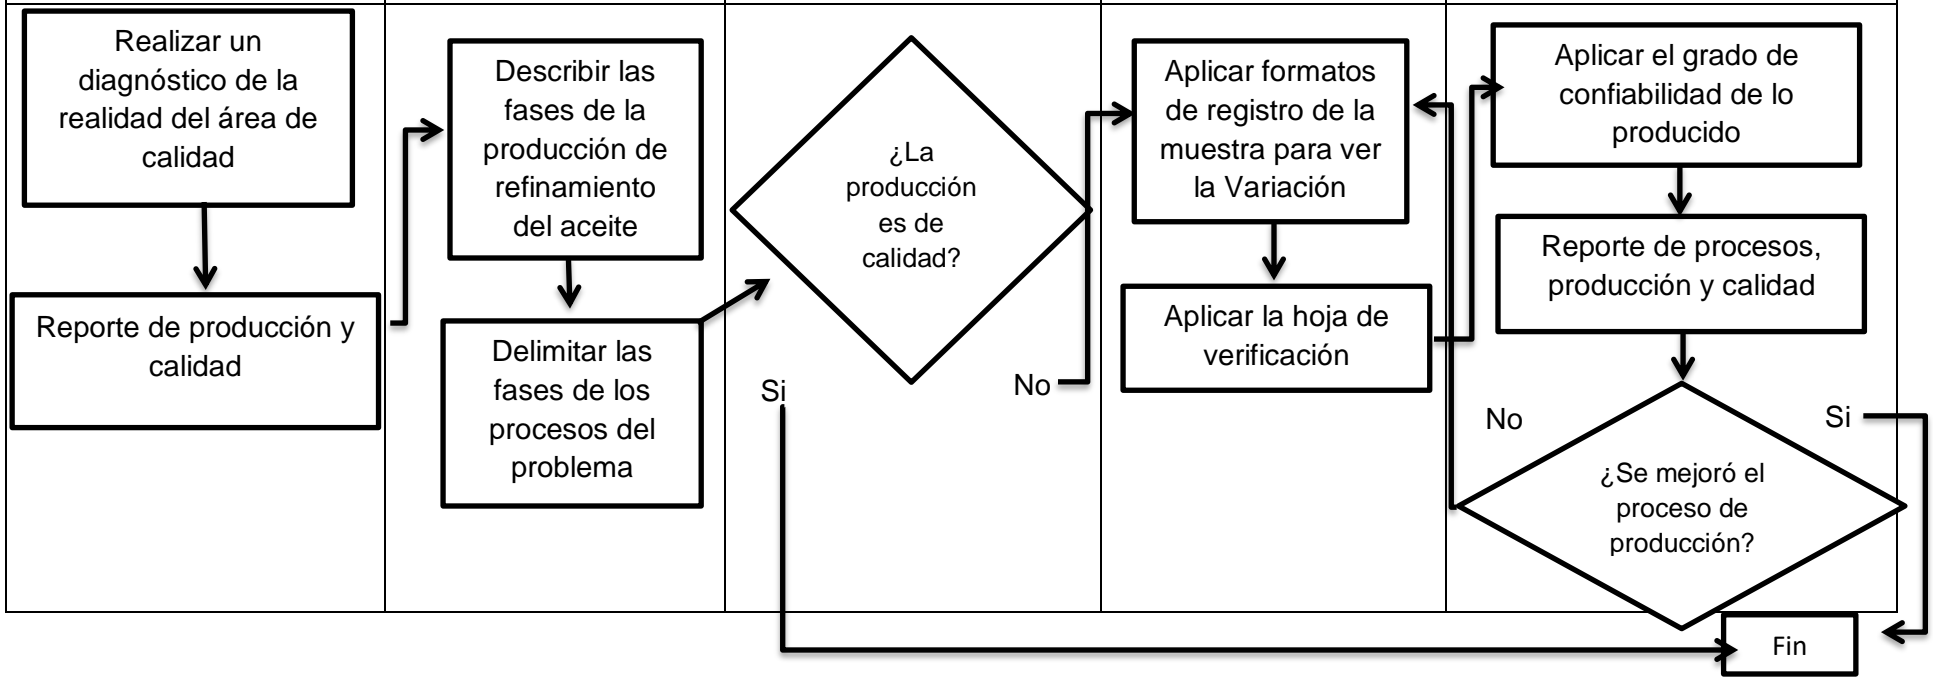 Realizar un
diagnóstico de la
realidad del área de
calidad
Reporte de producción y
calidad
Describir las
fases de la
producción de
refinamiento
del aceite
Delimitar las
fases de los
procesos del
problema
¿La
producción
es de
calidad?
Si
No
Aplicar formatos
de registro de la
muestra para ver
la Variación
Aplicar la hoja de
verificación
Aplicar el grado de
confiabilidad de lo
producido
Reporte de procesos,
producción y calidad
No
Si
¿Se mejoró el
proceso de
producción?
Fin